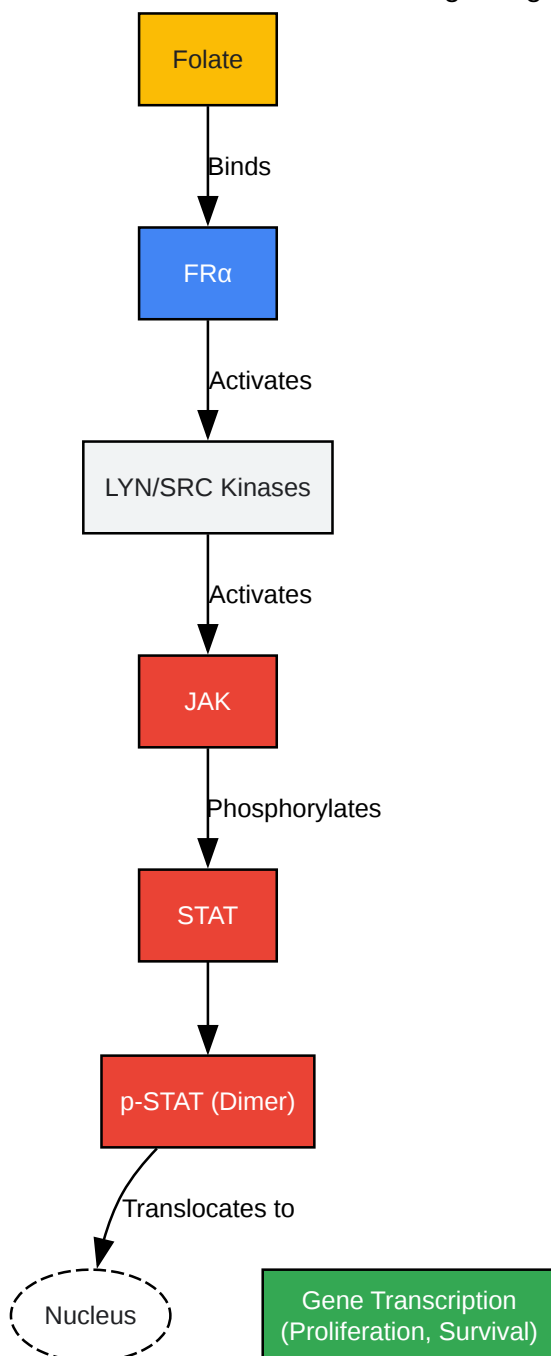 Folate
Binds
FRα
Activates
LYN/SRC Kinases
Activates
JAK
Phosphorylates
STAT
p-STAT (Dimer)
Translocates to
Nucleus
Gene Transcription
(Proliferation, Survival)